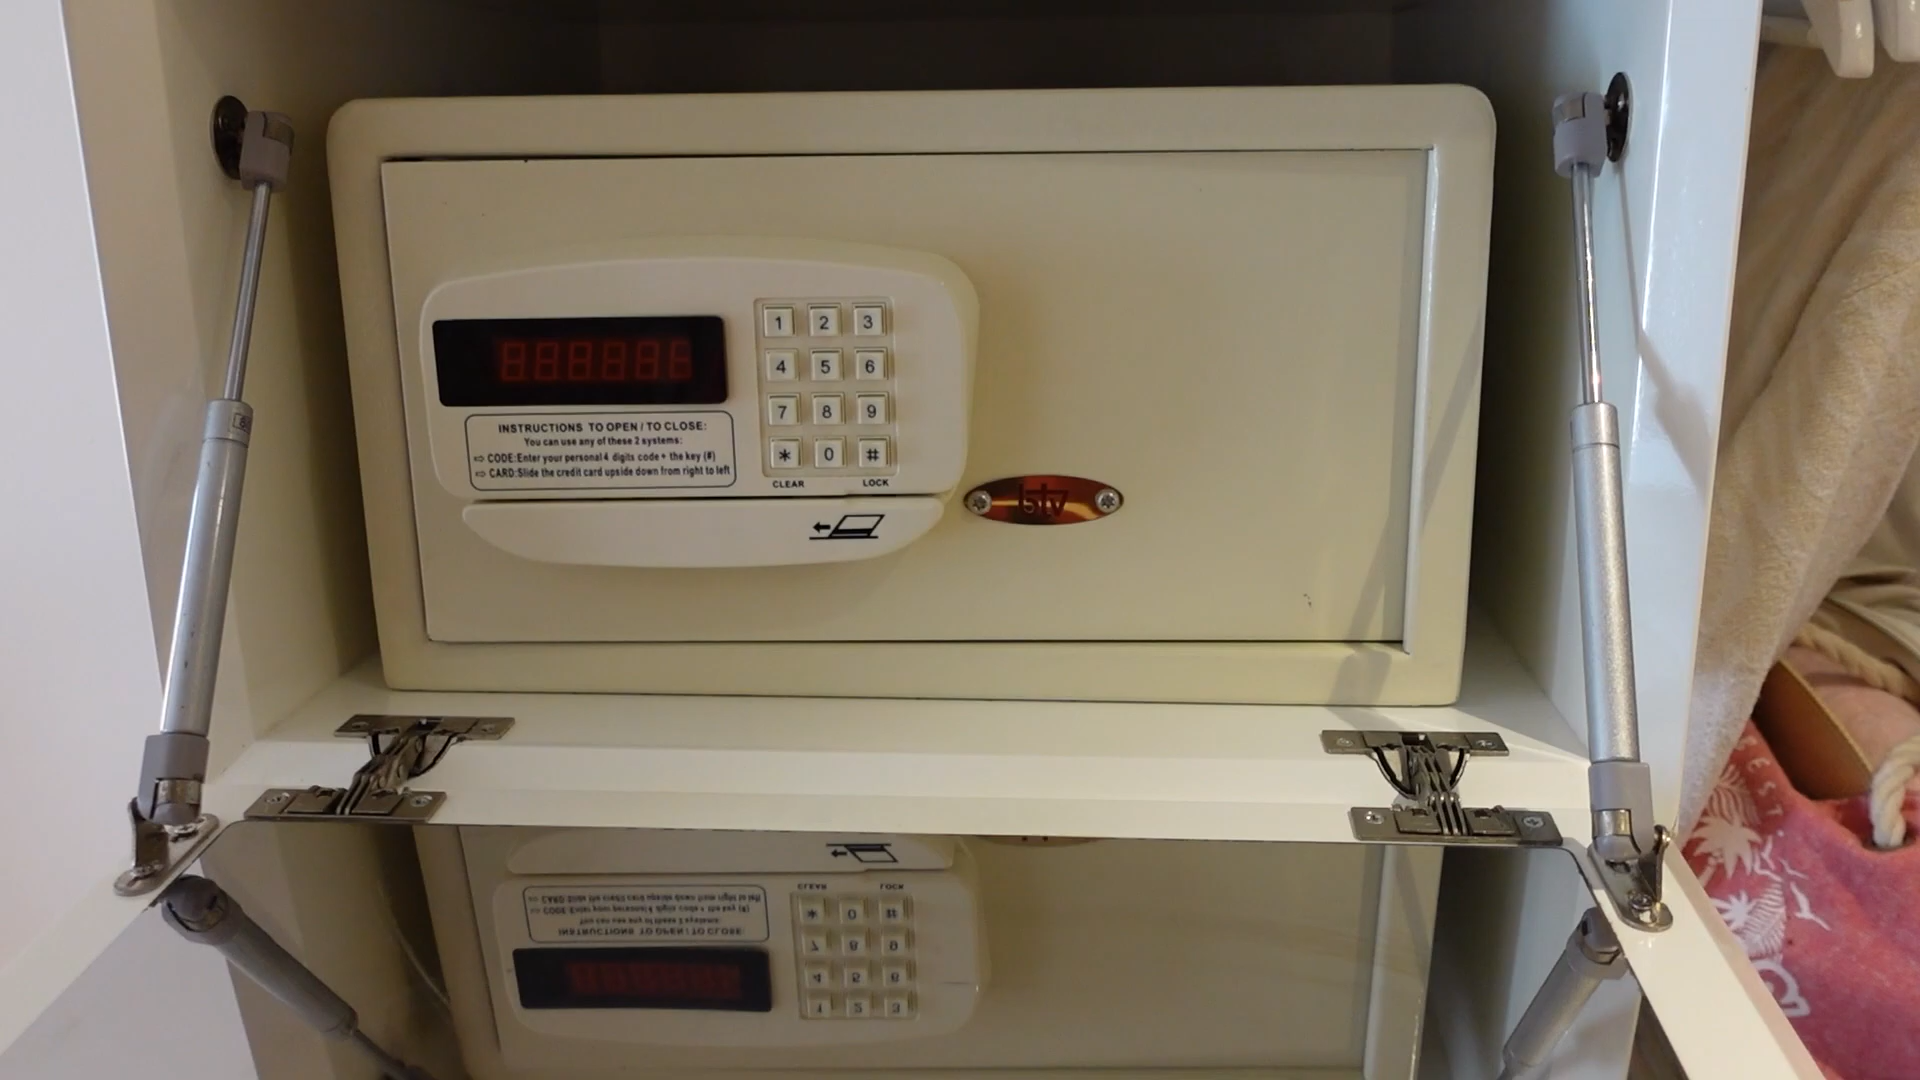 1 2 3
4 5 6
7 8 9
* 0 #
CLEAR LOCK
INSTRUCTIONS TO OPEN / TO CLOSE:
You can use any of these 2 systems:
⇨ CODE:Enter your personal 4 digits code + the key (#)
⇨ CARD:Slide the credit card upside down from right to left
btv